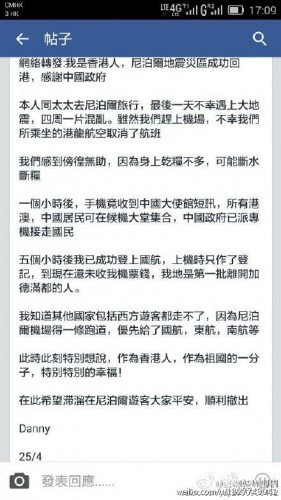 CMHK
3 HK
LTE 4G G
17:09
帖子
網絡轉發:我是香港人，尼泊爾地震災區成功回
港，感謝中國政府
本人同太太去尼泊爾旅行，最後一天不幸遇上大地
震，四周一片混亂。雖然我們趕上機場，不幸我們
所乘坐的港龍航空取消了航班
我們感到傍徨無助，因為身上乾糧不多，可能斷水
斷糧
一個小時後，手機竟收到中國大使館短訊，所有港
澳，中國居民可在候機大堂集合，中國政府已派專
機接走國民
五個小時後我已成功登上國航，上機時只作了登
記，到現在還未收我機票錢，我地是第一批離開加
德滿都的人。
我知道其他國家包括西方遊客都走不了，因為尼泊
爾機場得一條跑道，優先給了國航，東航，南航等
此時此刻特別想說，作為香港人，作為祖國的一分
子，特別特別的幸福！
在此希望滯溜在尼泊爾遊客大家平安，順利撤出
Danny
25/4
發表回應......